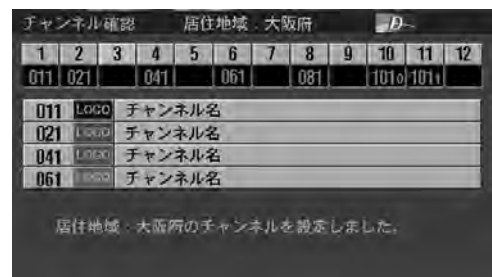 チャンネル確認 居住地域：大阪府
1 2 3 4 5 6 7 8 9 10 11 12
011 021 041 061 081 101₀ 101₁
011 LOGO チャンネル名
021 LOGO チャンネル名
041 LOGO チャンネル名
061 LOGO チャンネル名
居住地域：大阪府のチャンネルを設定しました。